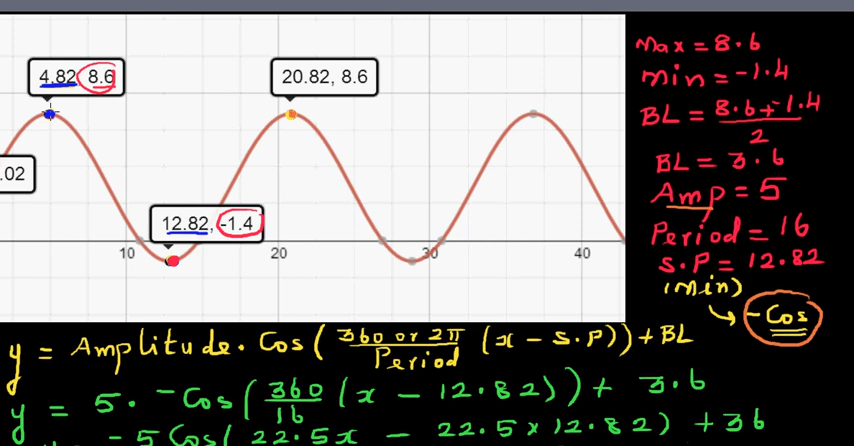 4.82, 8.6
20.82, 8.6
.02
12.82, -1.4
10
20
30
40
Max = 8.6
Min = -1.4
BL = 8.6 + -1.4
2
BL = 3.6
Amp = 5
Period = 16
S.P = 12.82
(Min)
-Cos
y = Amplitude. Cos( 360 or 2π / Period (x - S.P)) + BL
y = 5. -Cos( 360 / 16 (x - 12.82)) + 3.6
-5 Cos( 22.5x - 22.5 x 12.82) + 36